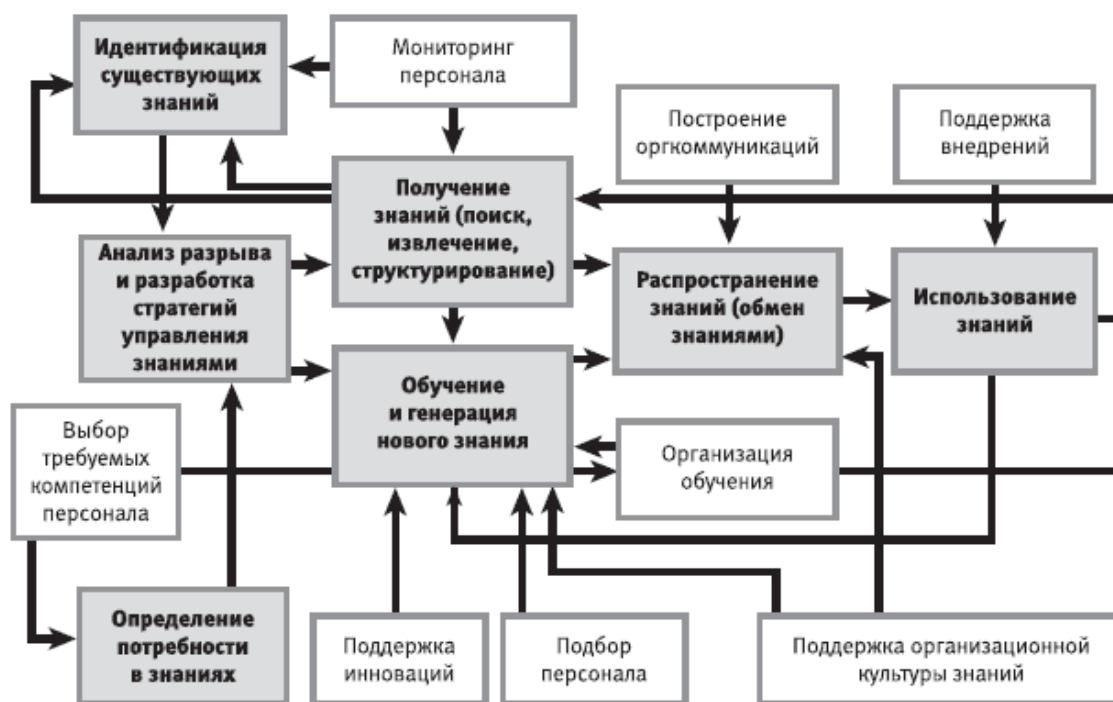 Идентификация
существующих
знаний
Мониторинг
персонала
Построение
оргкоммуникаций
Поддержка
внедрений
Получение
знаний (поиск,
извлечение,
структурирование)
Анализ разрыва
и разработка
стратегий
управления
знаниями
Распространение
знаний (обмен
знаниями)
Использование
знаний
Обучение
и генерация
нового знания
Выбор
требуемых
компетенций
персонала
Организация
обучения
Определение
потребности
в знаниях
Поддержка
инноваций
Подбор
персонала
Поддержка организационной
культуры знаний